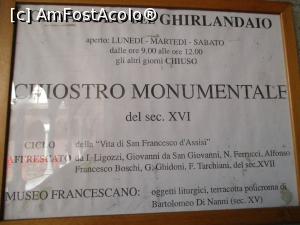 [c] AmFostAcolo® GHIRLANDAIO
aperto: LUNEDI - MARTEDI - SABATO
dalle ore 9.00 alle ore 12.00
gli altri giorni CHIUSO
CHIOSTRO MONUMENTALE
del sec. XVI
CICLO della "Vita di San Francesco d'Assisi"
AFFRESCATO da J. Ligozzi, Giovanni da San Giovanni, N. Ferrucci, Alfonso
Francesco Boschi, G. Ghidoni, F. Tarchiani, del sec. XVII
MUSEO FRANCESCANO: oggetti liturgici, terracotta policroma di
Bartolomeo Di Nanni (sec. XV)